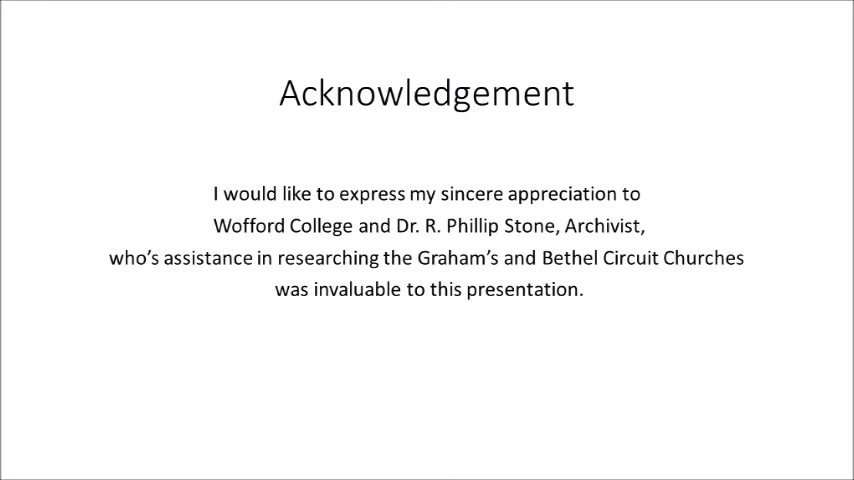 Acknowledgement
I would like to express my sincere appreciation to
Wofford College and Dr. R. Phillip Stone, Archivist,
who’s assistance in researching the Graham’s and Bethel Circuit Churches
was invaluable to this presentation.